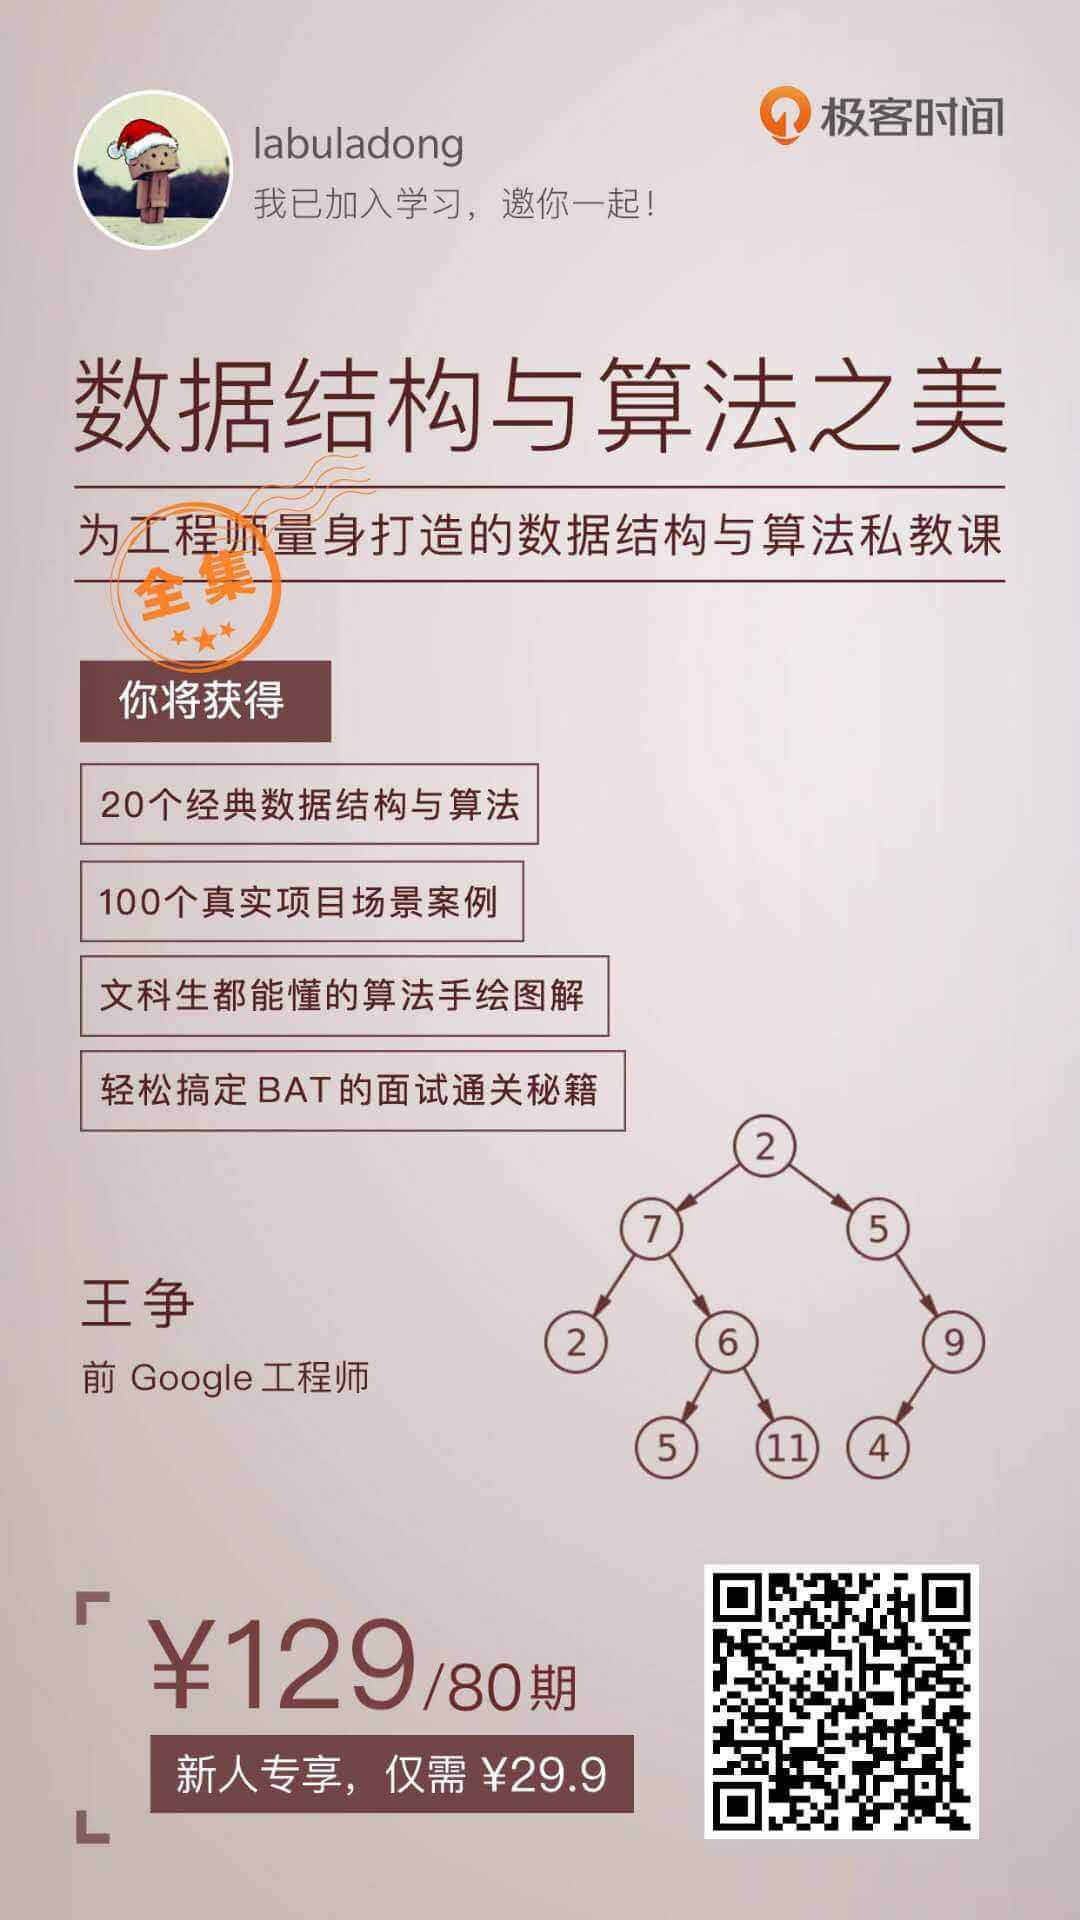 labuladong
我已加入学习，邀你一起！
极客时间
数据结构与算法之美
为工程师量身打造的数据结构与算法私教课
全集
你将获得
20个经典数据结构与算法
100个真实项目场景案例
文科生都能懂的算法手绘图解
轻松搞定 BAT 的面试通关秘籍
2
7
5
2
6
9
5
11
4
王争
前 Google 工程师
¥129/80期
新人专享，仅需 ¥29.9